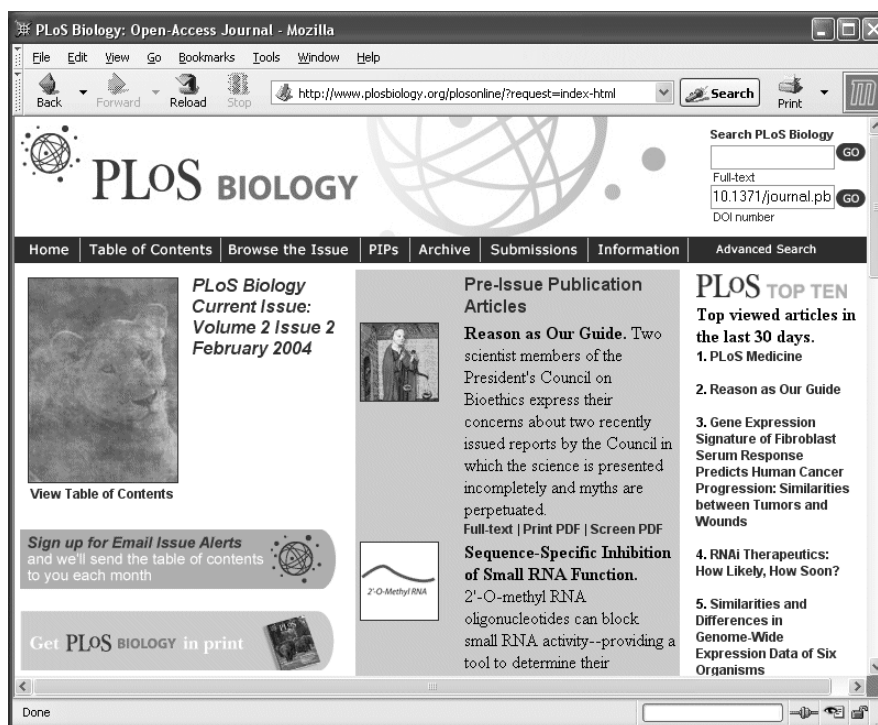 PLoS Biology: Open-Access Journal - Mozilla
File Edit View Go Bookmarks Tools Window Help
Back Forward Reload Stop http://www.plosbiology.org/plosonline/?request=index-html Search Print
PLoS BIOLOGY
Search PLoS Biology
GO
Full-text
10.1371/journal.pb GO
DOI number
Home Table of Contents Browse the Issue PIPs Archive Submissions Information Advanced Search
PLoS Biology
Current Issue:
Volume 2 Issue 2
February 2004
View Table of Contents
Sign up for Email Issue Alerts
and we'll send the table of contents
to you each month
Get PLoS BIOLOGY in print
Pre-Issue Publication
Articles
Reason as Our Guide. Two
scientist members of the
President's Council on
Bioethics express their
concerns about two recently
issued reports by the Council in
which the science is presented
incompletely and myths are
perpetuated.
Full-text | Print PDF | Screen PDF
Sequence-Specific Inhibition
of Small RNA Function.
2'-O-methyl RNA
oligonucleotides can block
small RNA activity--providing a
tool to determine their
2'-O-Methyl RNA
PLoS TOP TEN
Top viewed articles in
the last 30 days.
1. PLoS Medicine
2. Reason as Our Guide
3. Gene Expression
Signature of Fibroblast
Serum Response
Predicts Human Cancer
Progression: Similarities
between Tumors and
Wounds
4. RNAi Therapeutics:
How Likely, How Soon?
5. Similarities and
Differences in
Genome-Wide
Expression Data of Six
Organisms
Done